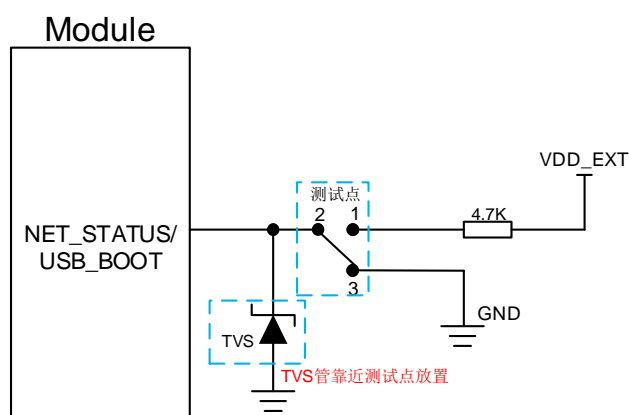 Module
VDD_EXT
测试点
2
1
4.7K
NET_STATUS/
USB_BOOT
3
GND
TVS
TVS管靠近测试点放置